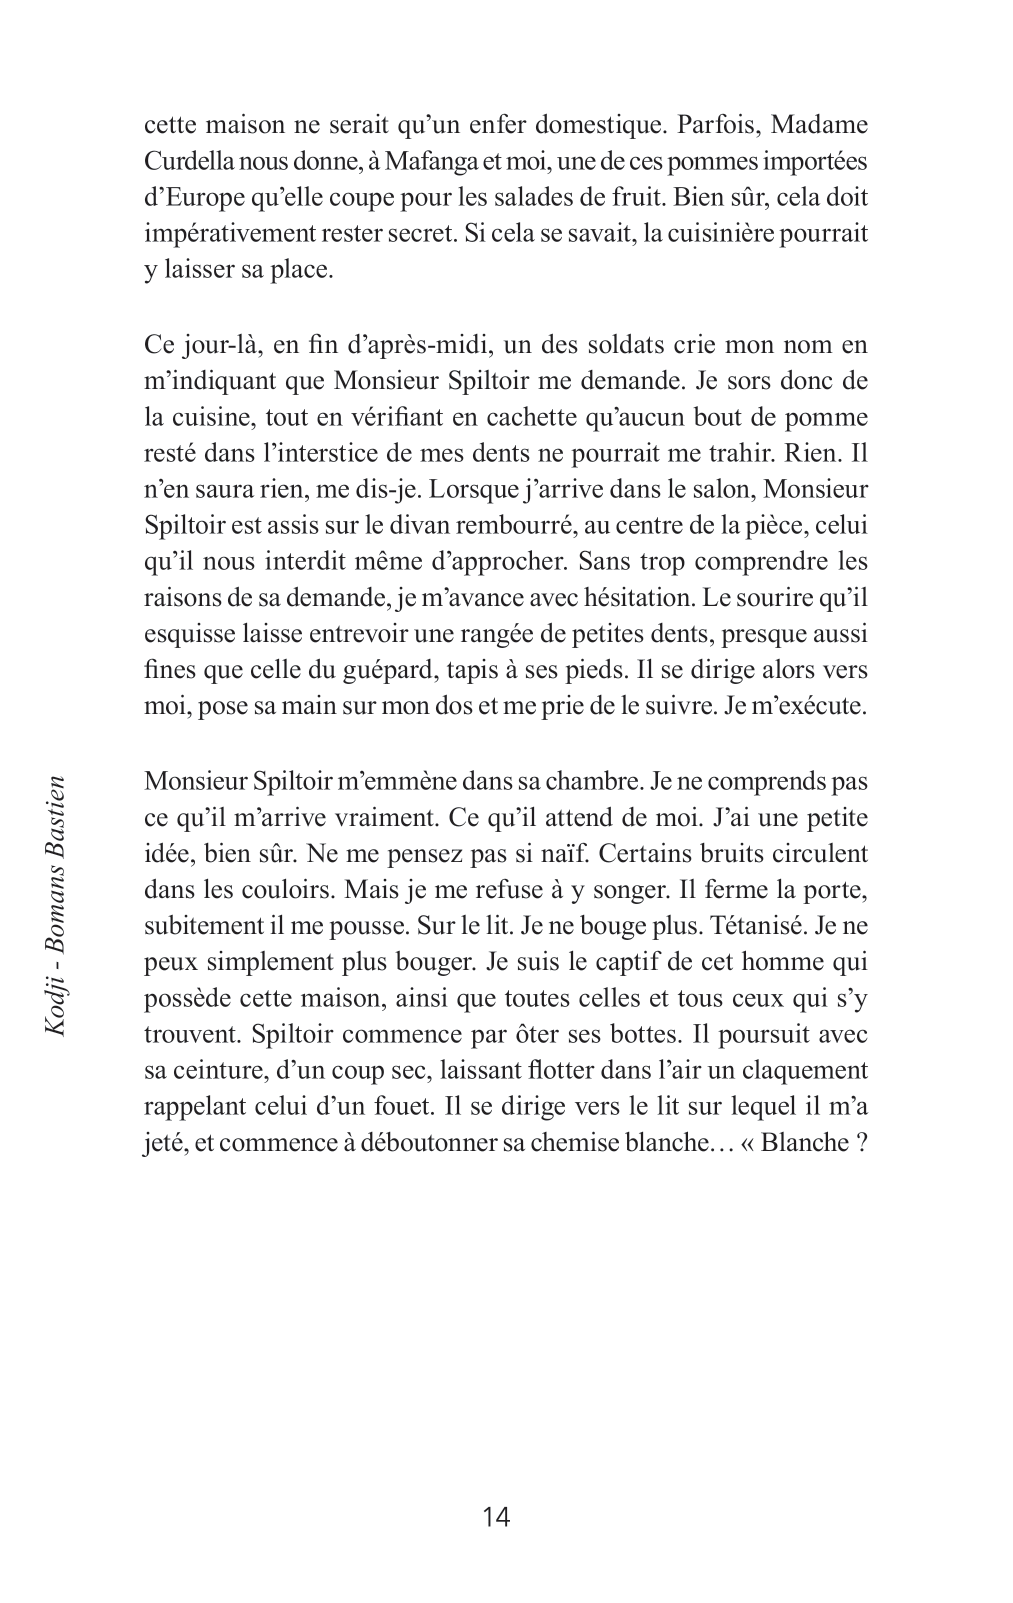 cette maison ne serait qu’un enfer domestique. Parfois, Madame
Curdella nous donne, à Mafanga et moi, une de ces pommes importées
d’Europe qu’elle coupe pour les salades de fruit. Bien sûr, cela doit
impérativement rester secret. Si cela se savait, la cuisinière pourrait
y laisser sa place.
Ce jour-là, en fin d’après-midi, un des soldats crie mon nom en
m’indiquant que Monsieur Spiltoir me demande. Je sors donc de
la cuisine, tout en vérifiant en cachette qu’aucun bout de pomme
resté dans l’interstice de mes dents ne pourrait me trahir. Rien. Il
n’en saura rien, me dis-je. Lorsque j’arrive dans le salon, Monsieur
Spiltoir est assis sur le divan rembourré, au centre de la pièce, celui
qu’il nous interdit même d’approcher. Sans trop comprendre les
raisons de sa demande, je m’avance avec hésitation. Le sourire qu’il
esquisse laisse entrevoir une rangée de petites dents, presque aussi
fines que celle du guépard, tapis à ses pieds. Il se dirige alors vers
moi, pose sa main sur mon dos et me prie de le suivre. Je m’exécute.
Monsieur Spiltoir m’emmène dans sa chambre. Je ne comprends pas
ce qu’il m’arrive vraiment. Ce qu’il attend de moi. J’ai une petite
idée, bien sûr. Ne me pensez pas si naïf. Certains bruits circulent
dans les couloirs. Mais je me refuse à y songer. Il ferme la porte,
subitement il me pousse. Sur le lit. Je ne bouge plus. Tétanisé. Je ne
peux simplement plus bouger. Je suis le captif de cet homme qui
possède cette maison, ainsi que toutes celles et tous ceux qui s’y
trouvent. Spiltoir commence par ôter ses bottes. Il poursuit avec
sa ceinture, d’un coup sec, laissant flotter dans l’air un claquement
rappelant celui d’un fouet. Il se dirige vers le lit sur lequel il m’a
jeté, et commence à déboutonner sa chemise blanche… « Blanche ?
Kodji - Bomans Bastien
14